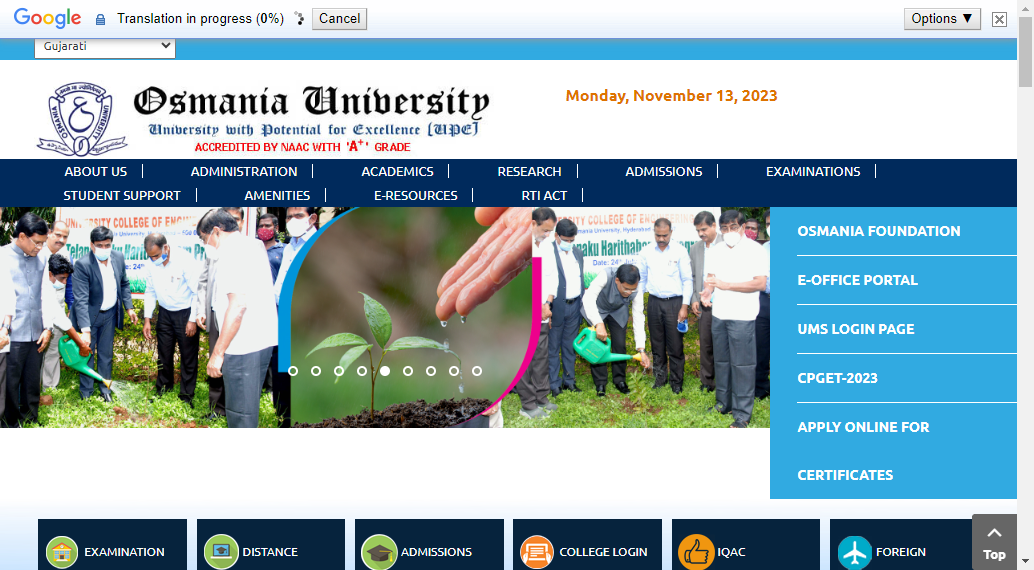 Google Translation in progress (0%) Cancel Options ▼
Gujarati
Osmania University
University with Potential for Excellence (UPE)
ACCREDITED BY NAAC WITH 'A+' GRADE
Monday, November 13, 2023
ABOUT US ADMINISTRATION ACADEMICS RESEARCH ADMISSIONS EXAMINATIONS
STUDENT SUPPORT AMENITIES E-RESOURCES RTI ACT
OSMANIA FOUNDATION
E-OFFICE PORTAL
UMS LOGIN PAGE
CPGET-2023
APPLY ONLINE FOR
CERTIFICATES
EXAMINATION DISTANCE ADMISSIONS COLLEGE LOGIN IQAC FOREIGN
Top